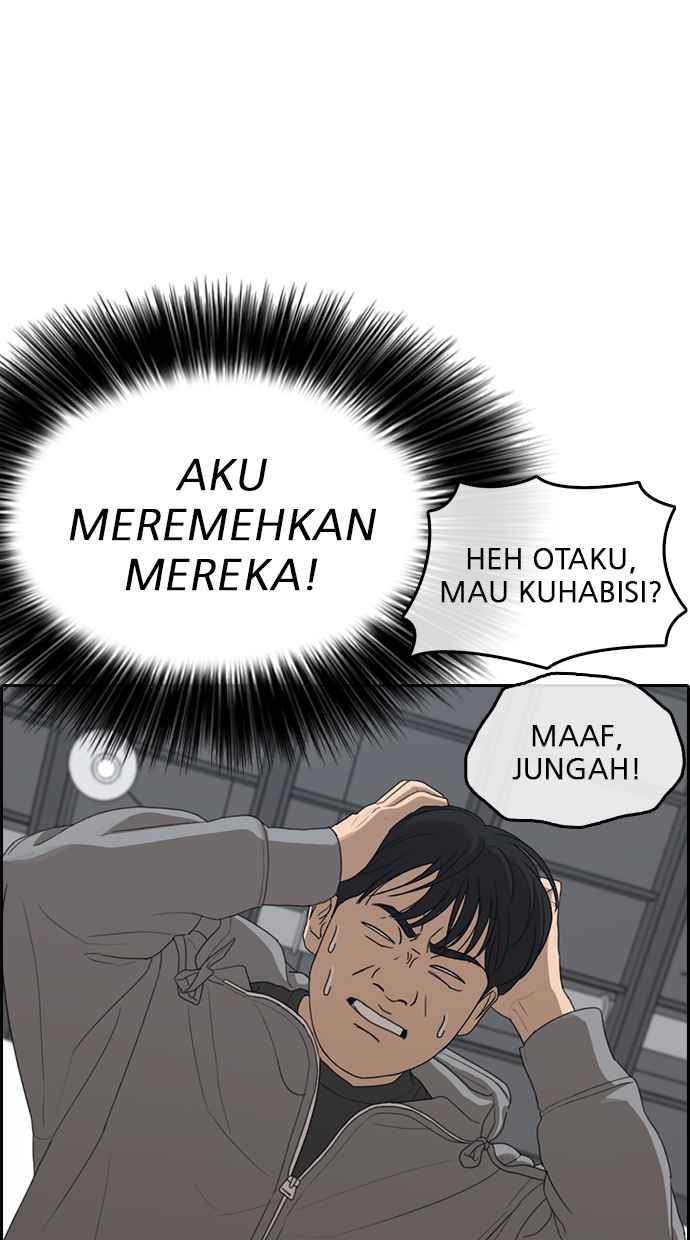 AKU
MEREMEHKAN
MEREKA!
HEH OTAKU,
MAU KUHABISI?
MAAF,
JUNGAH!